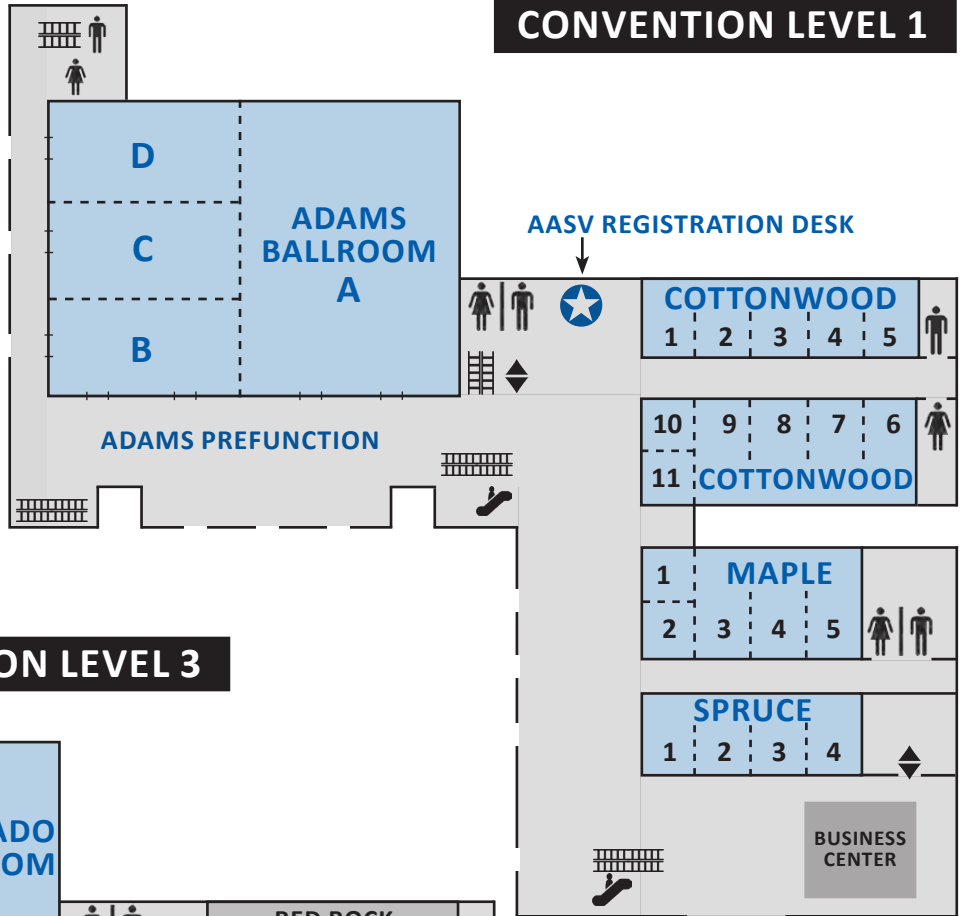 CONVENTION LEVEL 1
D
C
B
ADAMS
BALLROOM
A
AASV REGISTRATION DESK
COTTONWOOD
1 2 3 4 5
ADAMS PREFUNCTION
10 9 8 7 6
11 COTTONWOOD
1 MAPLE
2 3 4 5
SPRUCE
1 2 3 4
BUSINESS
CENTER
ON LEVEL 3
ADO
OM
RED ROCK